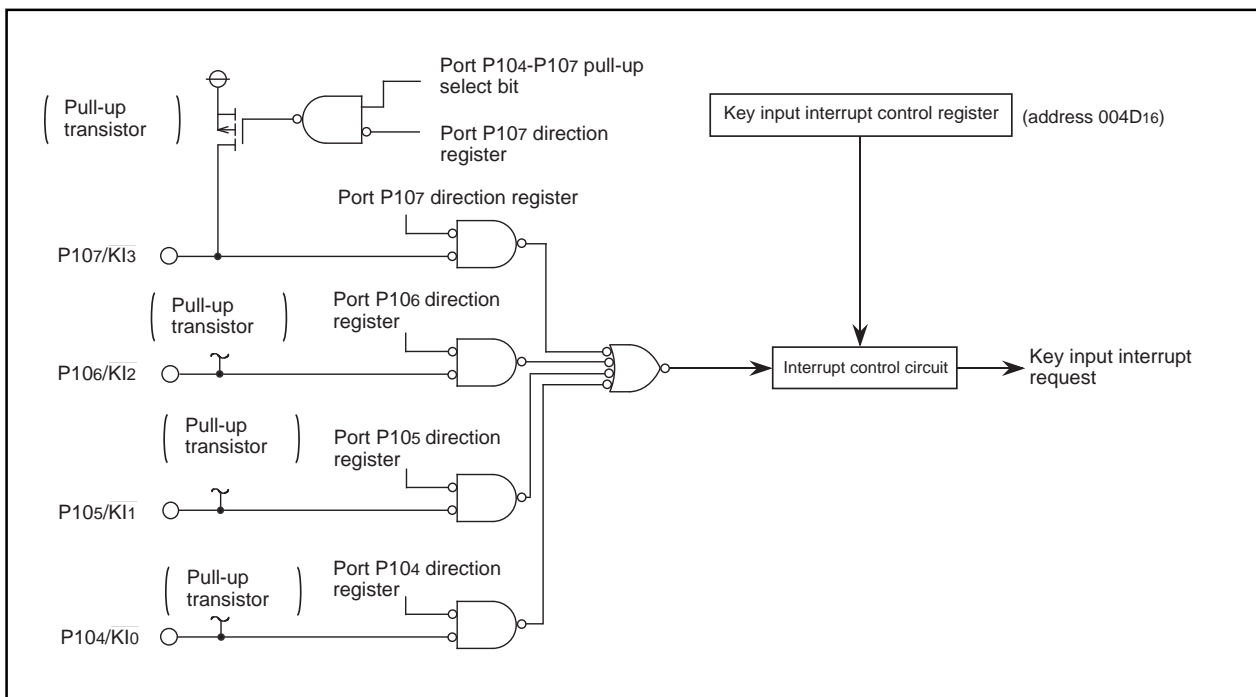 Port P104-P107 pull-up
select bit
Pull-up
transistor
Port P107 direction
register
Key input interrupt control register
(address 004D16)
Port P107 direction register
P107/KI3
Pull-up
transistor
Port P106 direction
register
P106/KI2
Interrupt control circuit
Key input interrupt
request
Pull-up
transistor
Port P105 direction
register
P105/KI1
Pull-up
transistor
Port P104 direction
register
P104/KI0